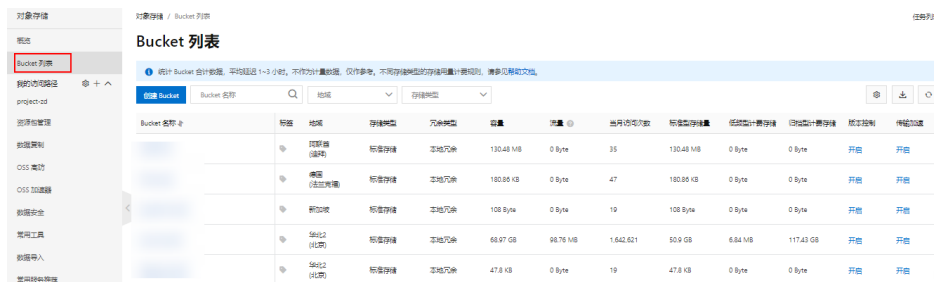 对象存储
对象存储 / Bucket 列表
任务列
概览
Bucket 列表
Bucket 列表
我的访问路径
project-zd
资源包管理
数据复制
OSS 高防
OSS 加速器
数据安全
常用工具
数据导入
常用服务链接
统计 Bucket 合计数据，平均延迟 1~3 小时。不作为计量数据，仅作参考。不同存储类型的存储用量计费规则，请参见帮助文档。
创建 Bucket Bucket 名称 地域 存储类型
Bucket 名称 标签 地域 存储类型 冗余类型 容量 流量 当月访问次数 标准型存储量 低频型计费存储 归档型计费存储 版本控制 传输加速
阿联酋 (迪拜) 标准存储 本地冗余 130.48 MB 0 Byte 35 130.48 MB 0 Byte 0 Byte 开启 开启
德国 (法兰克福) 标准存储 本地冗余 180.86 KB 0 Byte 47 180.86 KB 0 Byte 0 Byte 开启 开启
新加坡 标准存储 本地冗余 108 Byte 0 Byte 19 108 Byte 0 Byte 0 Byte 开启 开启
华北2 (北京) 标准存储 本地冗余 68.97 GB 98.76 MB 1,642,621 50.9 GB 6.84 MB 117.43 GB 开启 开启
华北2 (北京) 标准存储 本地冗余 47.8 KB 0 Byte 19 47.8 KB 0 Byte 0 Byte 开启 开启